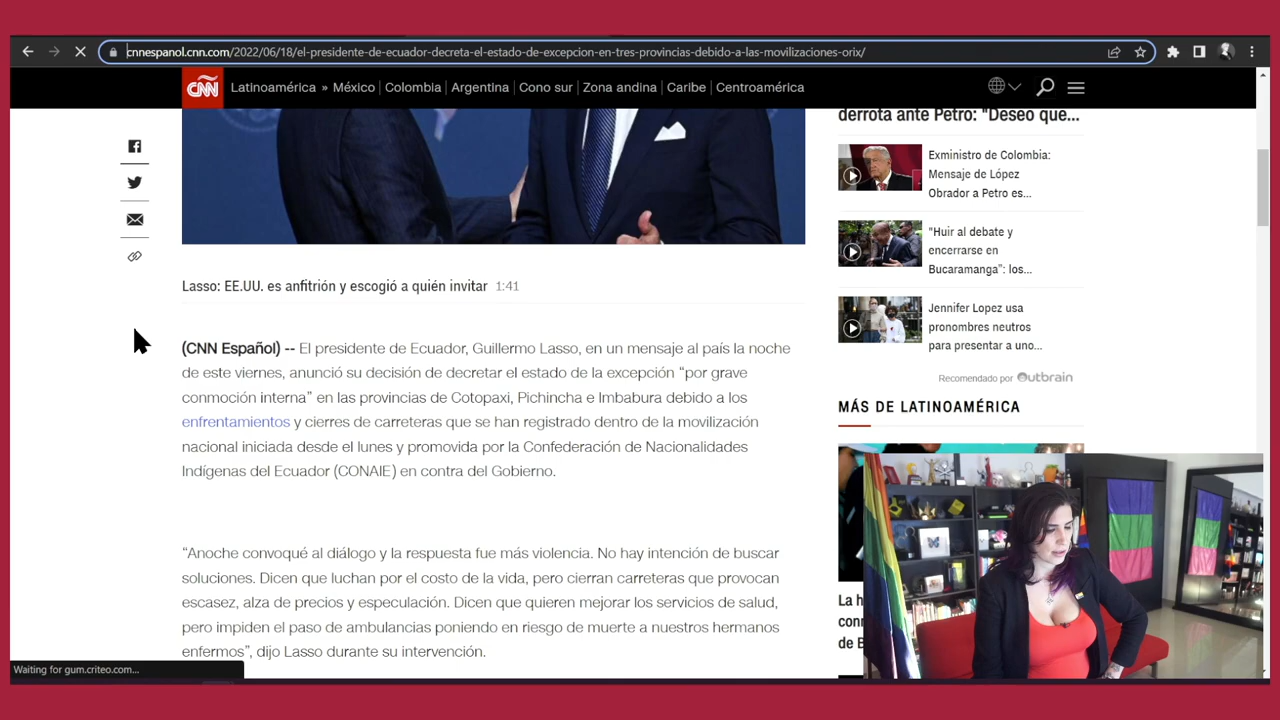 cnnespanol.cnn.com/2022/06/18/el-presidente-de-ecuador-decreta-el-estado-de-excepcion-en-tres-provincias-debido-a-las-movilizaciones-orix/
CNN
Latinoamérica » México Colombia Argentina Cono sur Zona andina Caribe Centroamérica
Lasso: EE.UU. es anfitrión y escogió a quién invitar 1:41
(CNN Español) -- El presidente de Ecuador, Guillermo Lasso, en un mensaje al país la noche
de este viernes, anunció su decisión de decretar el estado de la excepción “por grave
conmoción interna” en las provincias de Cotopaxi, Pichincha e Imbabura debido a los
enfrentamientos y cierres de carreteras que se han registrado dentro de la movilización
nacional iniciada desde el lunes y promovida por la Confederación de Nacionalidades
Indígenas del Ecuador (CONAIE) en contra del Gobierno.
“Anoche convoqué al diálogo y la respuesta fue más violencia. No hay intención de buscar
soluciones. Dicen que luchan por el costo de la vida, pero cierran carreteras que provocan
escasez, alza de precios y especulación. Dicen que quieren mejorar los servicios de salud,
pero impiden el paso de ambulancias poniendo en riesgo de muerte a nuestros hermanos
enfermos”, dijo Lasso durante su intervención.
derrota ante Petro: "Deseo que...
Exministro de Colombia:
Mensaje de López
Obrador a Petro es...
"Huir al debate y
encerrarse en
Bucaramanga”: los...
Jennifer Lopez usa
pronombres neutros
para presentar a uno...
Recomendado por Outbrain
MÁS DE LATINOAMÉRICA
La h
con
de B
Waiting for gum.criteo.com...